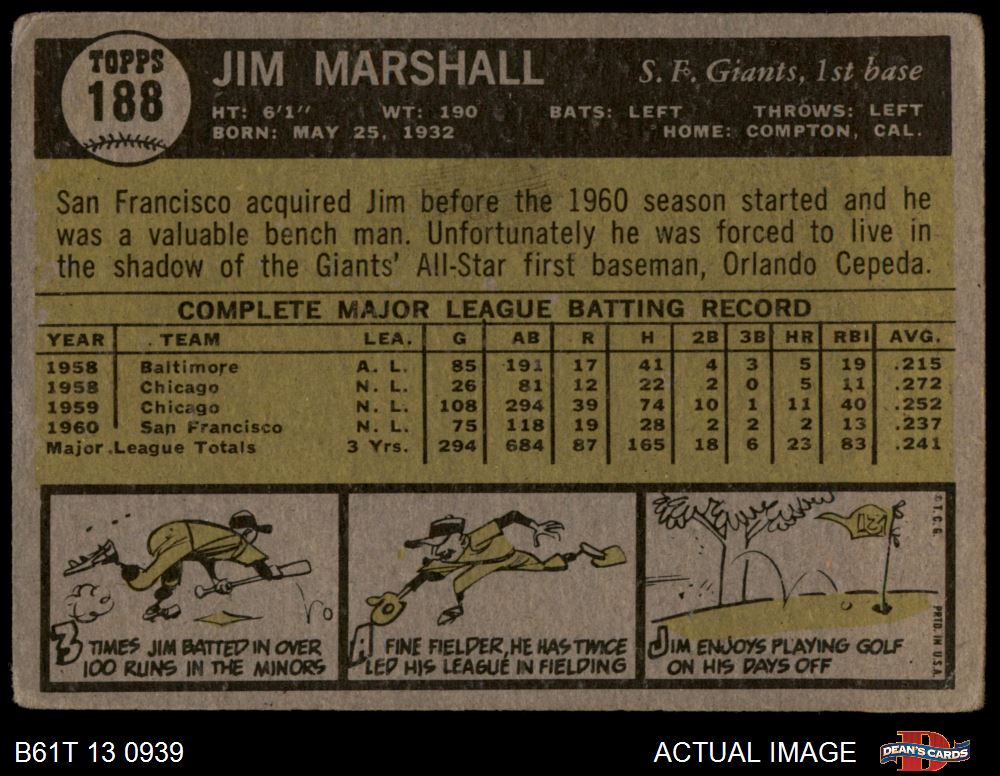 TOPPS
188
JIM MARSHALL
S. F. Giants, 1st base
HT: 6'1" WT: 190 BATS: LEFT THROWS: LEFT
BORN: MAY 25, 1932 HOME: COMPTON, CAL.
San Francisco acquired Jim before the 1960 season started and he
was a valuable bench man. Unfortunately he was forced to live in
the shadow of the Giants' All-Star first baseman, Orlando Cepeda.
COMPLETE MAJOR LEAGUE BATTING RECORD
YEAR TEAM LEA. G AB R H 2B 3B HR RBI AVG.
1958 Baltimore A. L. 85 191 17 41 4 3 5 19 .215
1958 Chicago N. L. 26 81 12 22 2 0 5 11 .272
1959 Chicago N. L. 108 294 39 74 10 1 11 40 .252
1960 San Francisco N. L. 75 118 19 28 2 2 2 13 .237
Major League Totals 3 Yrs. 294 684 87 165 18 6 23 83 .241
3 TIMES JIM BATTED IN OVER
100 RUNS IN THE MINORS
A FINE FIELDER, HE HAS TWICE
LED HIS LEAGUE IN FIELDING
12
JIM ENJOYS PLAYING GOLF
ON HIS DAYS OFF
© T.C.G.
PRTD. IN U.S.A.
B61T 13 0939
ACTUAL IMAGE
D
DEAN'S CARDS